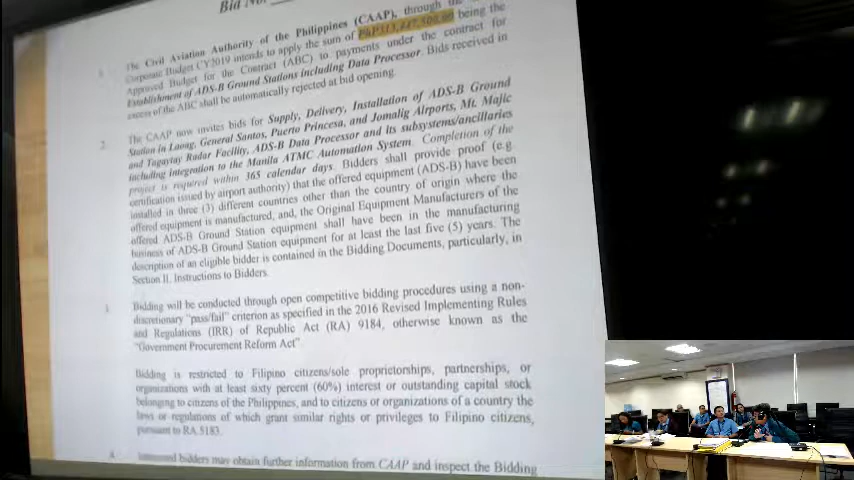 Bid No.
1. The Civil Aviation Authority of the Philippines (CAAP), through the
Corporate Budget CY2019 intends to apply the sum of being the
Approved Budget for the Contract (ABC) to payments under the contract for
Establishment of ADS-B Ground Stations including Data Processor. Bids received in
excess of the ABC shall be automatically rejected at bid opening.
2. The CAAP now invites bids for Supply, Delivery, Installation of ADS-B Ground
Station in Laoag, General Santos, Puerto Princesa, and Jomalig Airports, Mt. Majic
and Tagaytay Radar Facility, ADS-B Data Processor and its subsystems/ancillaries
including integration to the Manila ATMC Automation System. Completion of the
project is required within 365 calendar days. Bidders shall provide proof (e.g.
certification issued by airport authority) that the offered equipment (ADS-B) have been
installed in three (3) different countries other than the country of origin where the
offered equipment is manufactured, and, the Original Equipment Manufacturers of the
offered ADS-B Ground Station equipment shall have been in the manufacturing
business of ADS-B Ground Station equipment for at least the last five (5) years. The
description of an eligible bidder is contained in the Bidding Documents, particularly, in
Section II. Instructions to Bidders.
3. Bidding will be conducted through open competitive bidding procedures using a non-
discretionary "pass/fail" criterion as specified in the 2016 Revised Implementing Rules
and Regulations (IRR) of Republic Act (RA) 9184, otherwise known as the
"Government Procurement Reform Act"
Bidding is restricted to Filipino citizens/sole proprietorships, partnerships, or
organizations with at least sixty percent (60%) interest or outstanding capital stock
belonging to citizens of the Philippines, and to citizens or organizations of a country the
laws or regulations of which grant similar rights or privileges to Filipino citizens,
pursuant to RA 5183.
4. Interested bidders may obtain further information from CAAP and inspect the Bidding